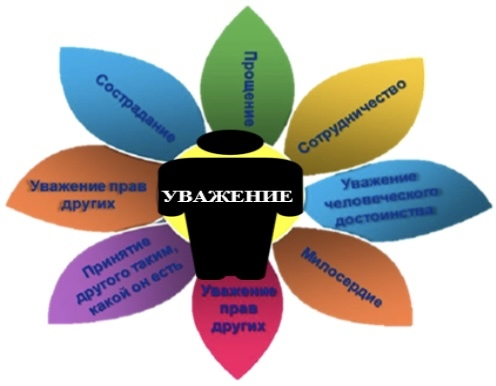 Прощение
Сотрудничество
Уважение
человеческого
достоинства
Милосердие
Уважение
прав
других
Принятие
другого таким,
какой он есть
Уважение прав
других
Сострадание
УВАЖЕНИЕ